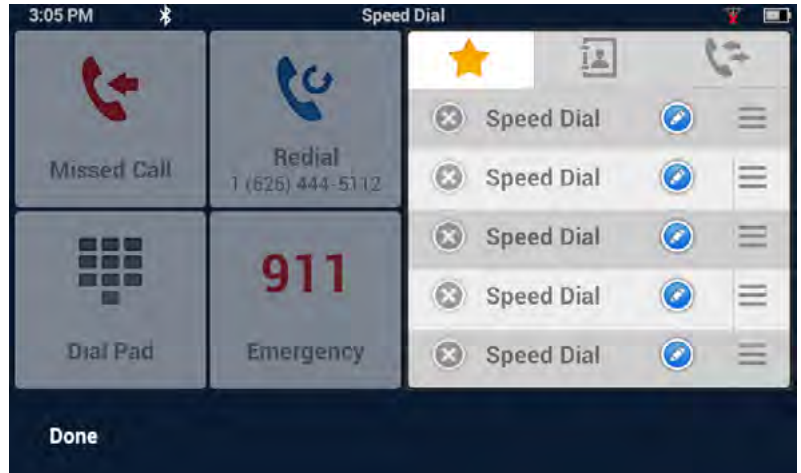 3:05 PM
Speed Dial
Missed Call
Redial
1 (626) 444-5112
Dial Pad
911
Emergency
Speed Dial
Speed Dial
Speed Dial
Speed Dial
Speed Dial
Done